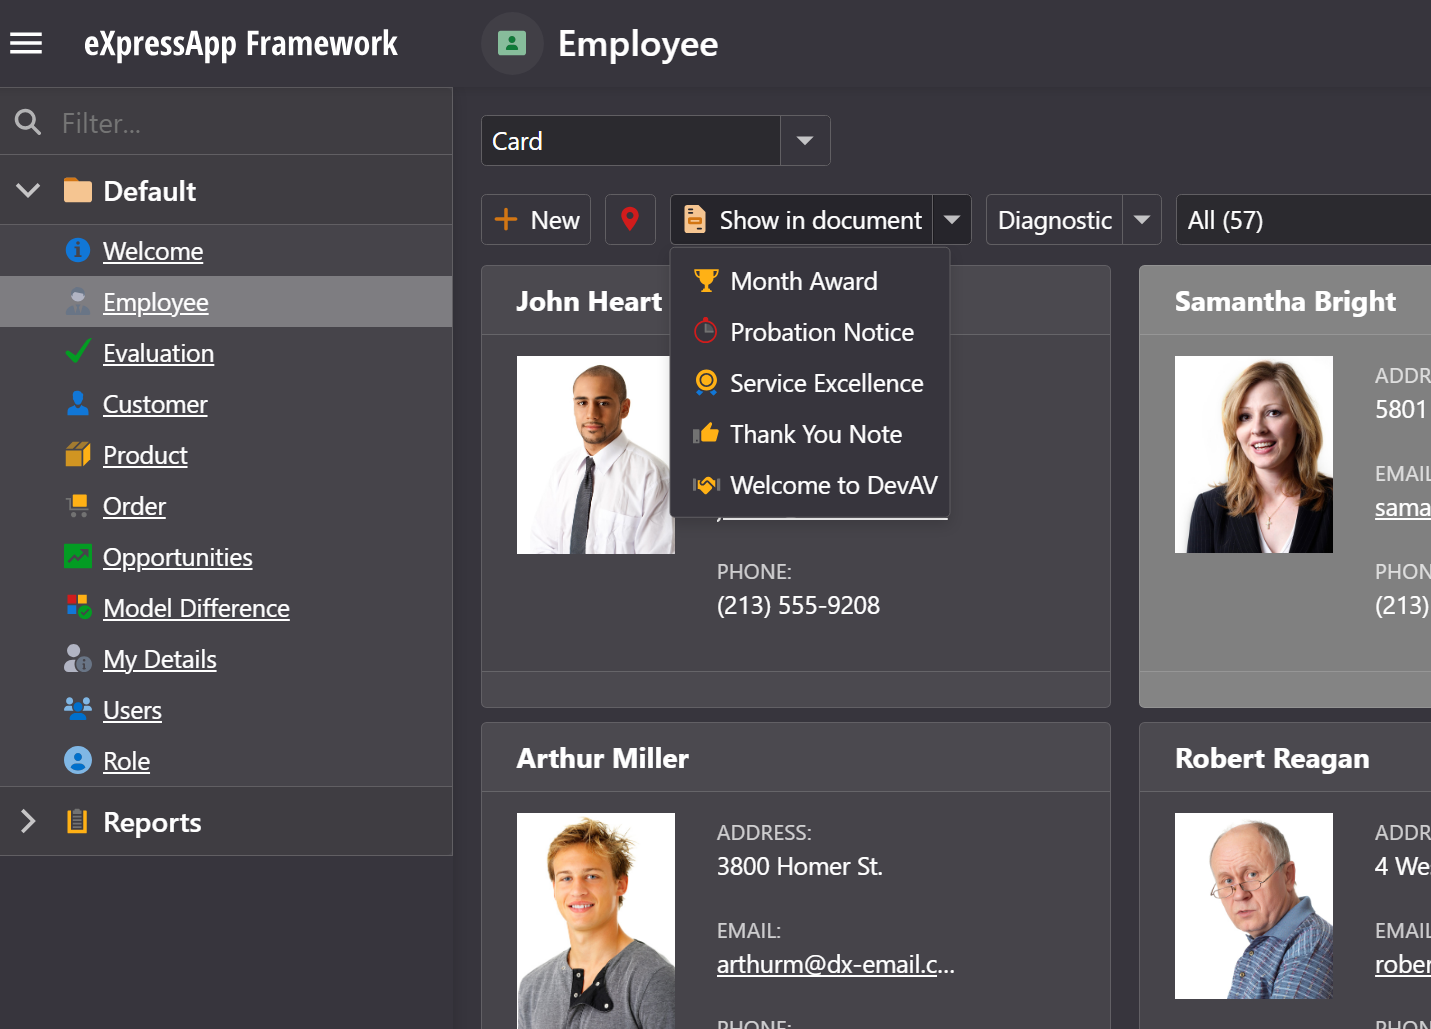 eXpressApp Framework
Employee
Filter...
Card
Default
Welcome
Employee
Evaluation
Customer
Product
Order
Opportunities
Model Difference
My Details
Users
Role
Reports
New
Show in document
Diagnostic
All (57)
Month Award
Probation Notice
Service Excellence
Thank You Note
Welcome to DevAV
John Heart
PHONE:
(213) 555-9208
Samantha Bright
ADDR
5801
EMAIL
sama
PHON
(213)
Arthur Miller
ADDRESS:
3800 Homer St.
EMAIL:
arthurm@dx-email.c...
PHONE:
Robert Reagan
ADDR
4 Wes
EMAIL
rober
PHON